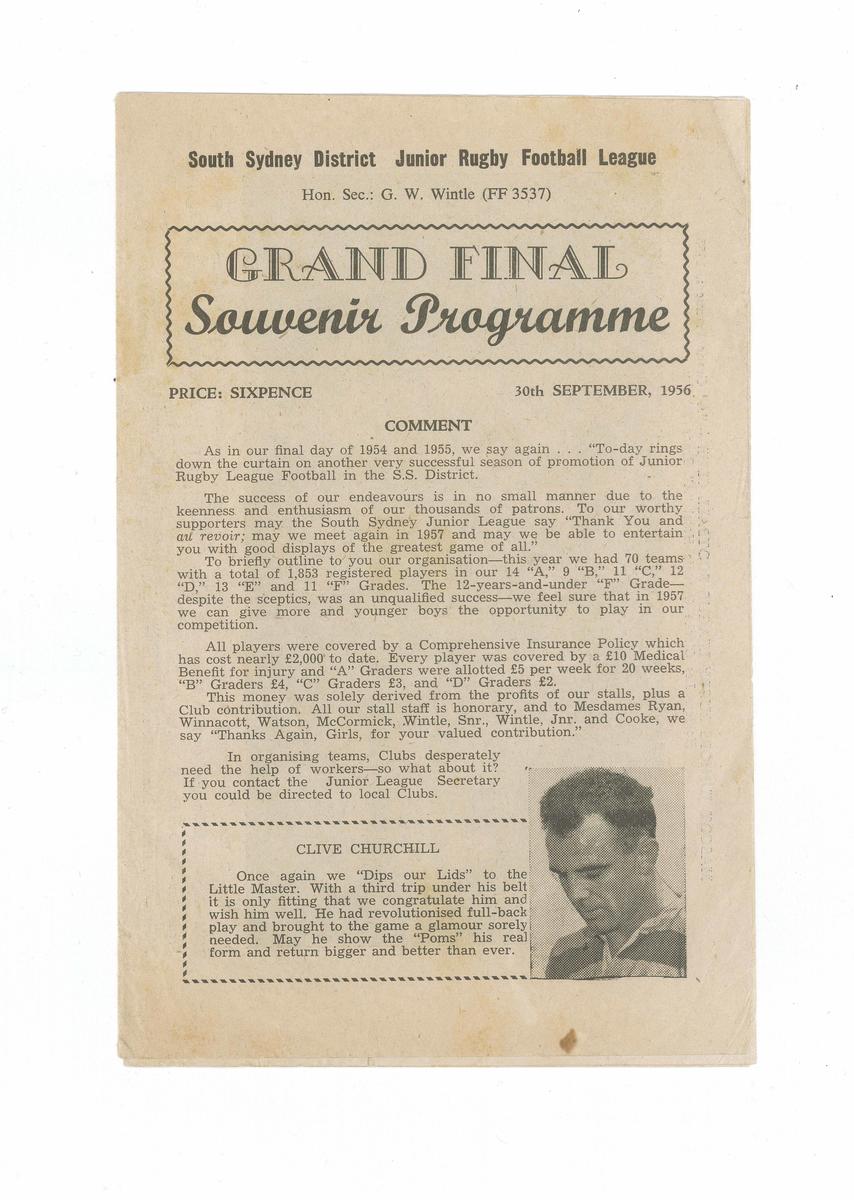 South Sydney District Junior Rugby Football League
Hon. Sec.: G. W. Wintle (FF 3537)
GRAND FINAL
Souvenir Programme
PRICE: SIXPENCE 30th SEPTEMBER, 1956
COMMENT
As in our final day of 1954 and 1955, we say again . . . “To-day rings
down the curtain on another very successful season of promotion of Junior
Rugby League Football in the S.S. District.
The success of our endeavours is in no small manner due to the
keenness and enthusiasm of our thousands of patrons. To our worthy
supporters may the South Sydney Junior League say “Thank You and
au revoir; may we meet again in 1957 and may we be able to entertain
you with good displays of the greatest game of all.”
To briefly outline to you our organisation—this year we had 70 teams
with a total of 1,853 registered players in our 14 “A,” 9 “B,” 11 “C,” 12
“D,” 13 “E” and 11 “F” Grades. The 12-years-and-under “F” Grade—
despite the sceptics, was an unqualified success—we feel sure that in 1957
we can give more and younger boys the opportunity to play in our
competition.
All players were covered by a Comprehensive Insurance Policy which
has cost nearly £2,000 to date. Every player was covered by a £10 Medical
Benefit for injury and “A” Graders were allotted £5 per week for 20 weeks,
“B” Graders £4, “C” Graders £3, and “D” Graders £2.
This money was solely derived from the profits of our stalls, plus a
Club contribution. All our stall staff is honorary, and to Mesdames Ryan,
Winnacott, Watson, McCormick, Wintle, Snr., Wintle, Jnr. and Cooke, we
say “Thanks Again, Girls, for your valued contribution.”
In organising teams, Clubs desperately
need the help of workers—so what about it?
If you contact the Junior League Secretary
you could be directed to local Clubs.
CLIVE CHURCHILL
Once again we “Dips our Lids” to the
Little Master. With a third trip under his belt
it is only fitting that we congratulate him and
wish him well. He had revolutionised full-back
play and brought to the game a glamour sorely
needed. May he show the “Poms” his real
form and return bigger and better than ever.